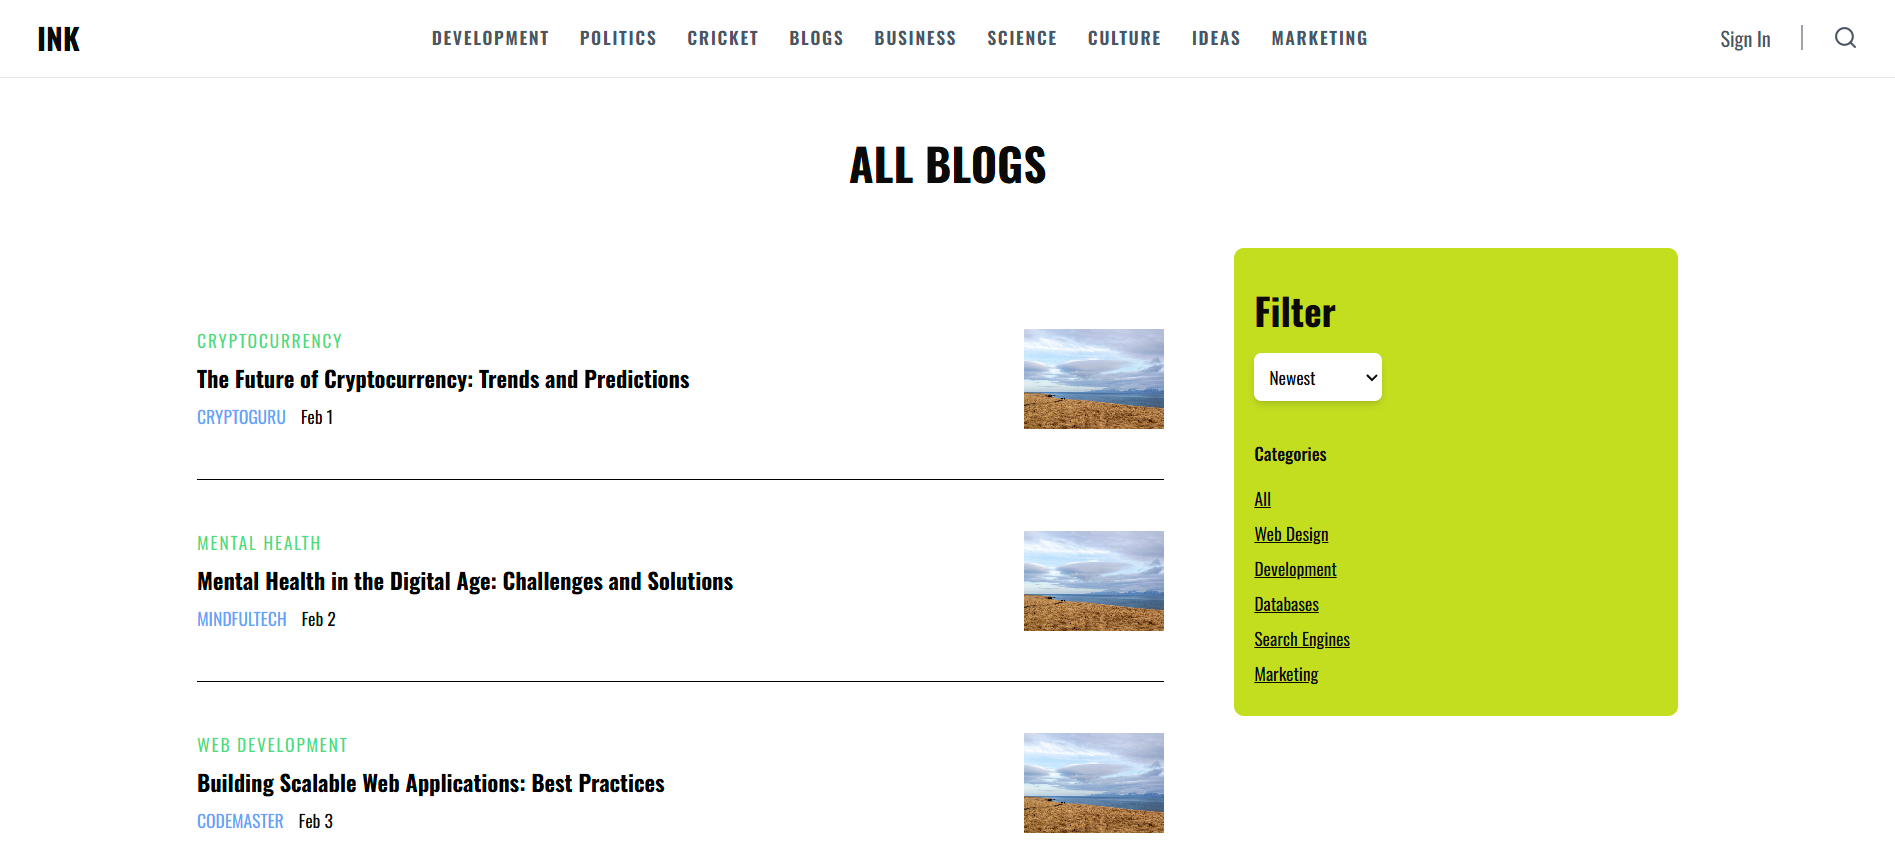 INK
DEVELOPMENT POLITICS CRICKET BLOGS BUSINESS SCIENCE CULTURE IDEAS MARKETING
Sign In
ALL BLOGS
CRYPTOCURRENCY
The Future of Cryptocurrency: Trends and Predictions
CRYPTOGURU Feb 1
MENTAL HEALTH
Mental Health in the Digital Age: Challenges and Solutions
MINDFULTECH Feb 2
WEB DEVELOPMENT
Building Scalable Web Applications: Best Practices
CODEMASTER Feb 3
Filter
Newest
Categories
All
Web Design
Development
Databases
Search Engines
Marketing